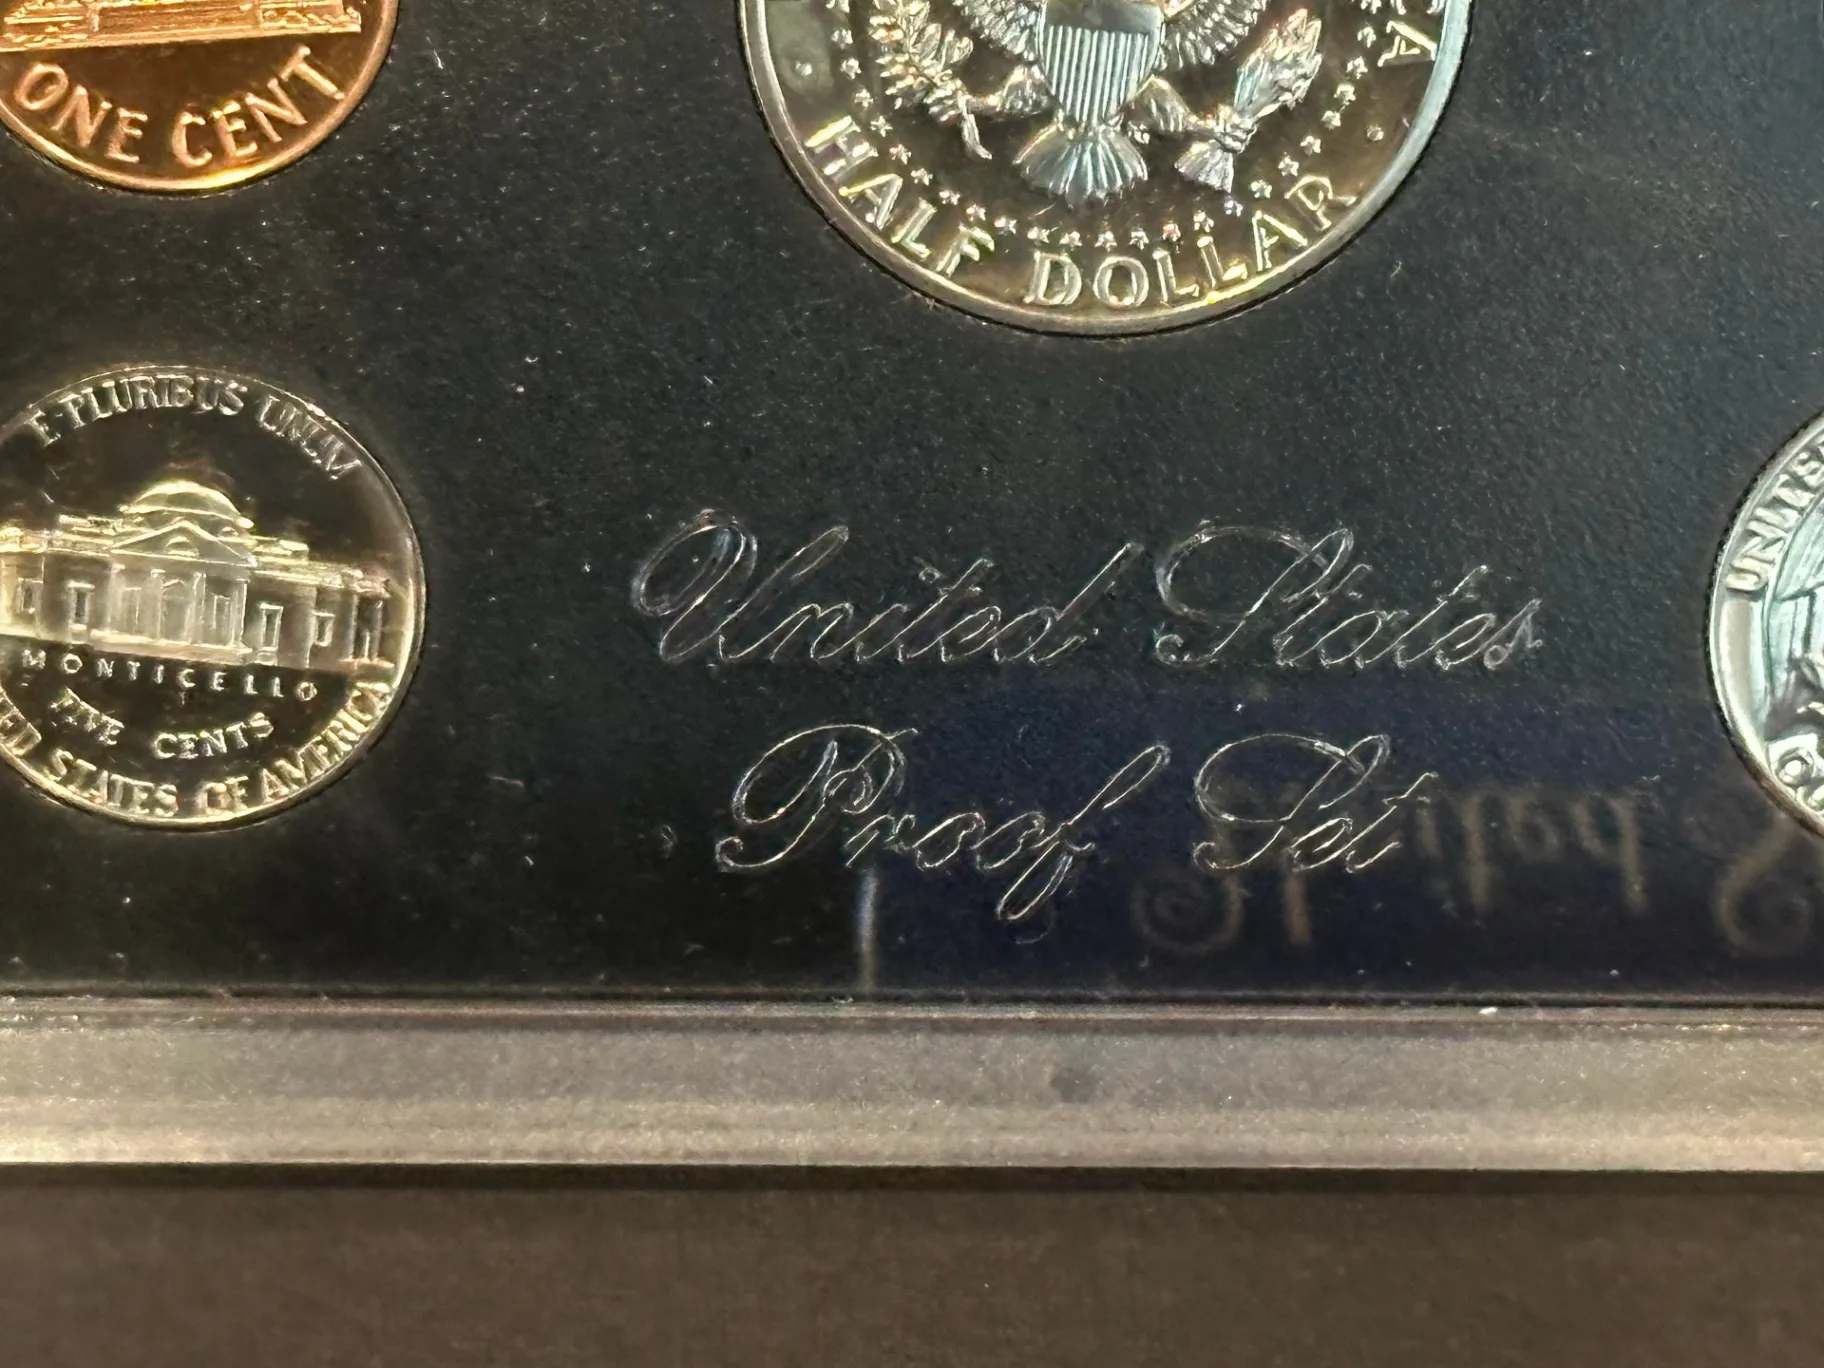 ONE CENT
HALF DOLLAR
E·PLURIBUS UNUM
MONTICELLO
FIVE CENTS
STATES OF AMERICA
United States
Proof Set